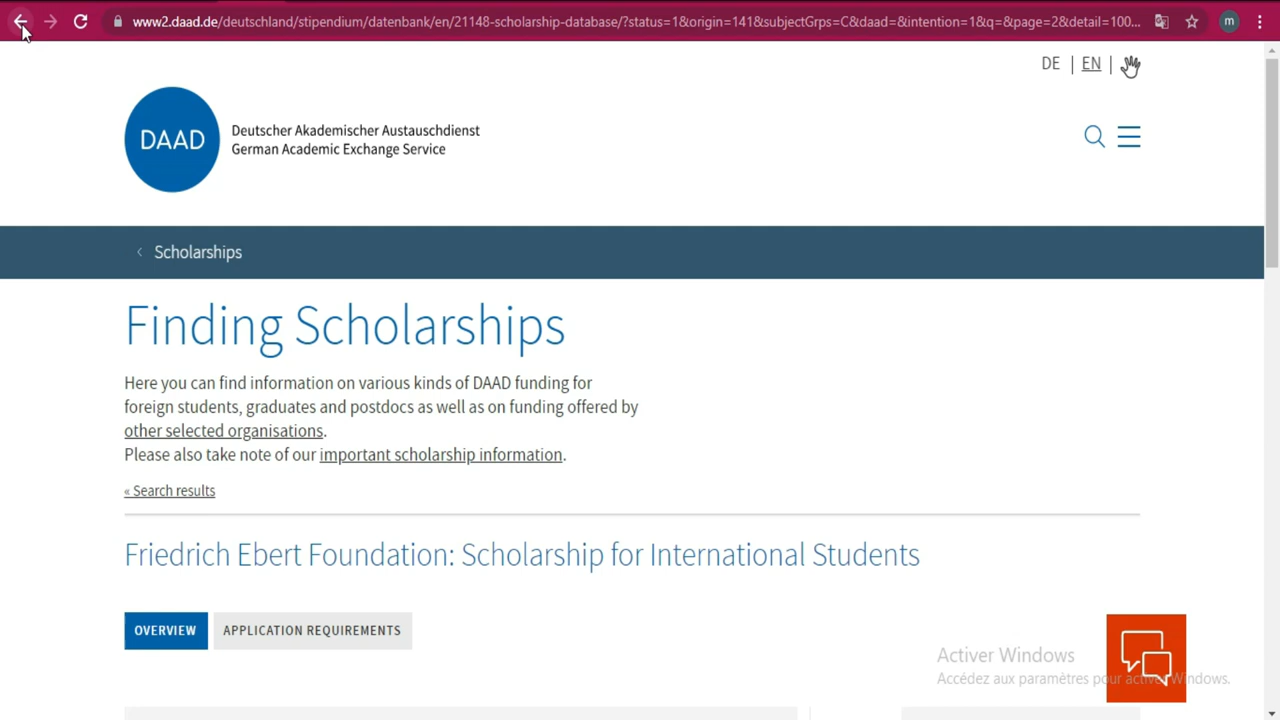 www2.daad.de/deutschland/stipendium/datenbank/en/21148-scholarship-database/?status=1&origin=141&subjectGrps=C&daad=&intention=1&q=&page=2&detail=100...
m
DE | EN |
DAAD
Deutscher Akademischer Austauschdienst
German Academic Exchange Service
Scholarships
Finding Scholarships
Here you can find information on various kinds of DAAD funding for
foreign students, graduates and postdocs as well as on funding offered by
other selected organisations.
Please also take note of our important scholarship information.
« Search results
Friedrich Ebert Foundation: Scholarship for International Students
OVERVIEW
APPLICATION REQUIREMENTS
Activer Windows
Accédez aux paramètres pour activer Windows.